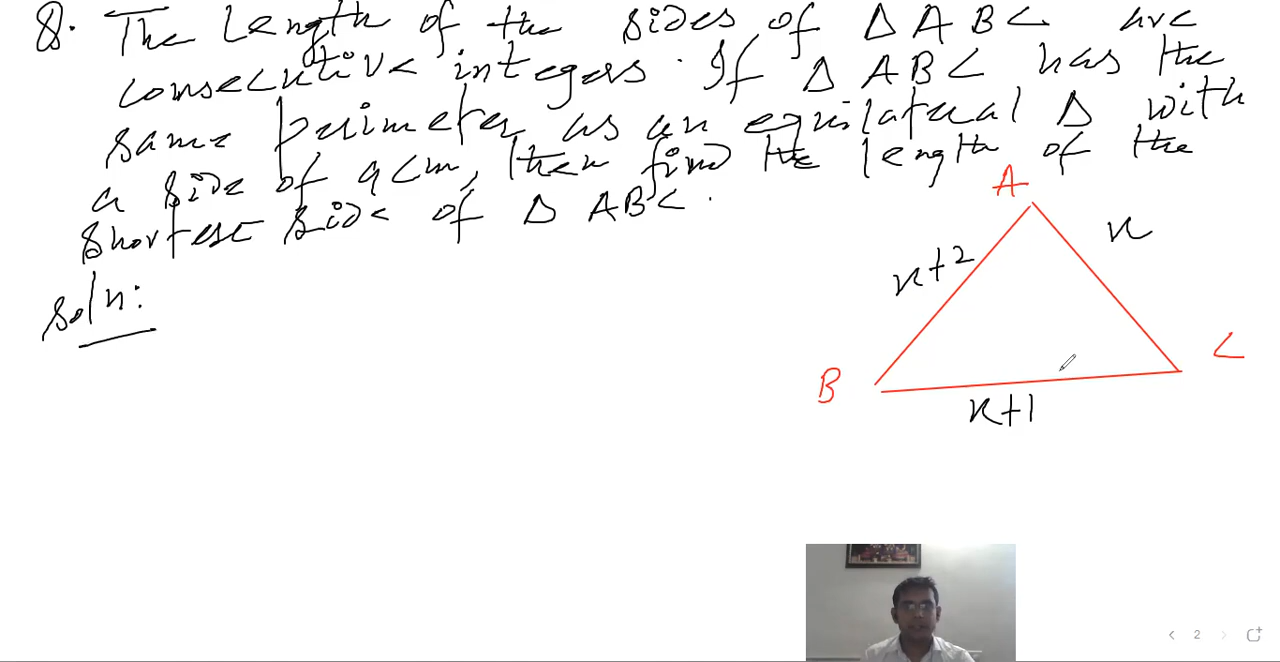 Q. The Length of the sides of Δ ABC are
consecutive integers. If Δ ABC has the
same perimeter as an equilateral Δ with
a side of 9cm, then find the length of the
shortest side of Δ ABC.
soln:
A
x+2
x
B
C
x+1
2